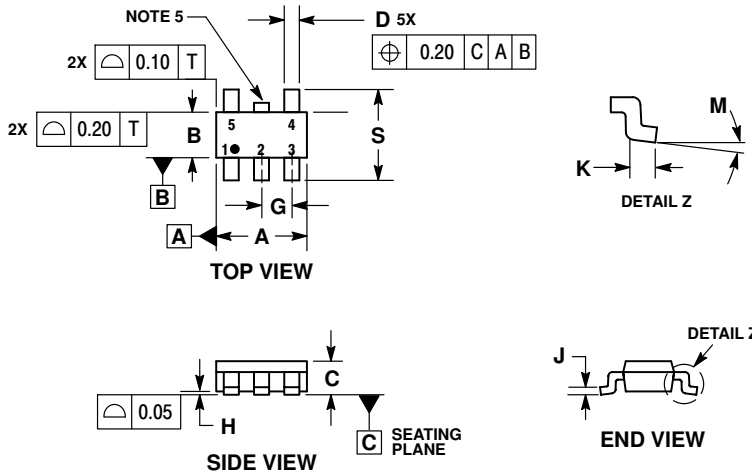 NOTE 5
D 5X
⌖ 0.20 C A B
2X ⌓ 0.10 T
2X ⌓ 0.20 T
B
5 4
1 2 3
S
B
G
A
A
TOP VIEW
M
K
DETAIL Z
C
⌓ 0.05
H
C SEATING
PLANE
SIDE VIEW
J
DETAIL Z
END VIEW